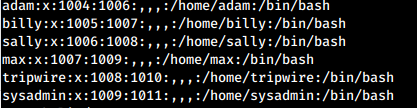 adam:x:1004:1006:,,,:/home/adam:/bin/bash
billy:x:1005:1007:,,,:/home/billy:/bin/bash
sally:x:1006:1008:,,,:/home/sally:/bin/bash
max:x:1007:1009:,,,:/home/max:/bin/bash
tripwire:x:1008:1010:,,,:/home/tripwire:/bin/bash
sysadmin:x:1009:1011:,,,:/home/sysadmin:/bin/bash